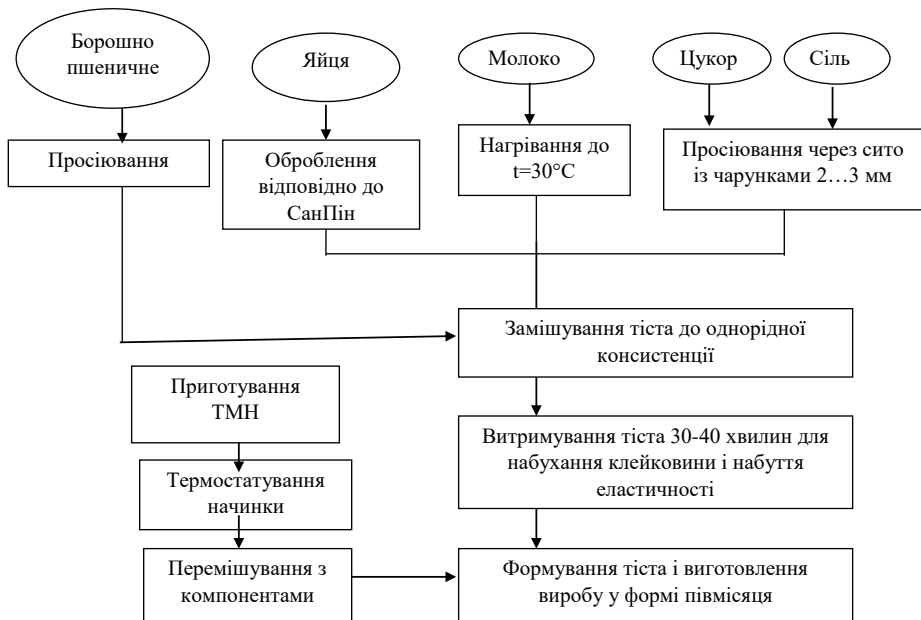 Борошно
пшеничне
Яйця
Молоко
Цукор
Сіль
Просіювання
Оброблення
відповідно до
СанПін
Нагрівання до
t=30°C
Просіювання через сито
із чарунками 2…3 мм
Замішування тіста до однорідної
консистенції
Приготування
ТМН
Витримування тіста 30-40 хвилин для
набухання клейковини і набуття
еластичності
Термостатування
начинки
Перемішування з
компонентами
Формування тіста і виготовлення
виробу у формі півмісяця